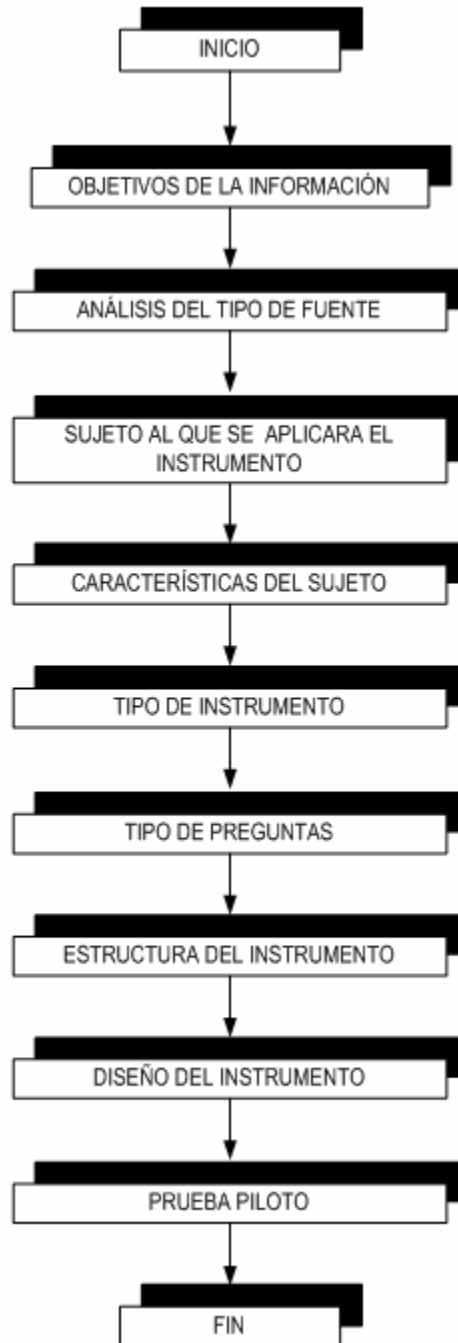 INICIO
OBJETIVOS DE LA INFORMACIÓN
ANÁLISIS DEL TIPO DE FUENTE
SUJETO AL QUE SE APLICARA EL
INSTRUMENTO
CARACTERÍSTICAS DEL SUJETO
TIPO DE INSTRUMENTO
TIPO DE PREGUNTAS
ESTRUCTURA DEL INSTRUMENTO
DISEÑO DEL INSTRUMENTO
PRUEBA PILOTO
FIN